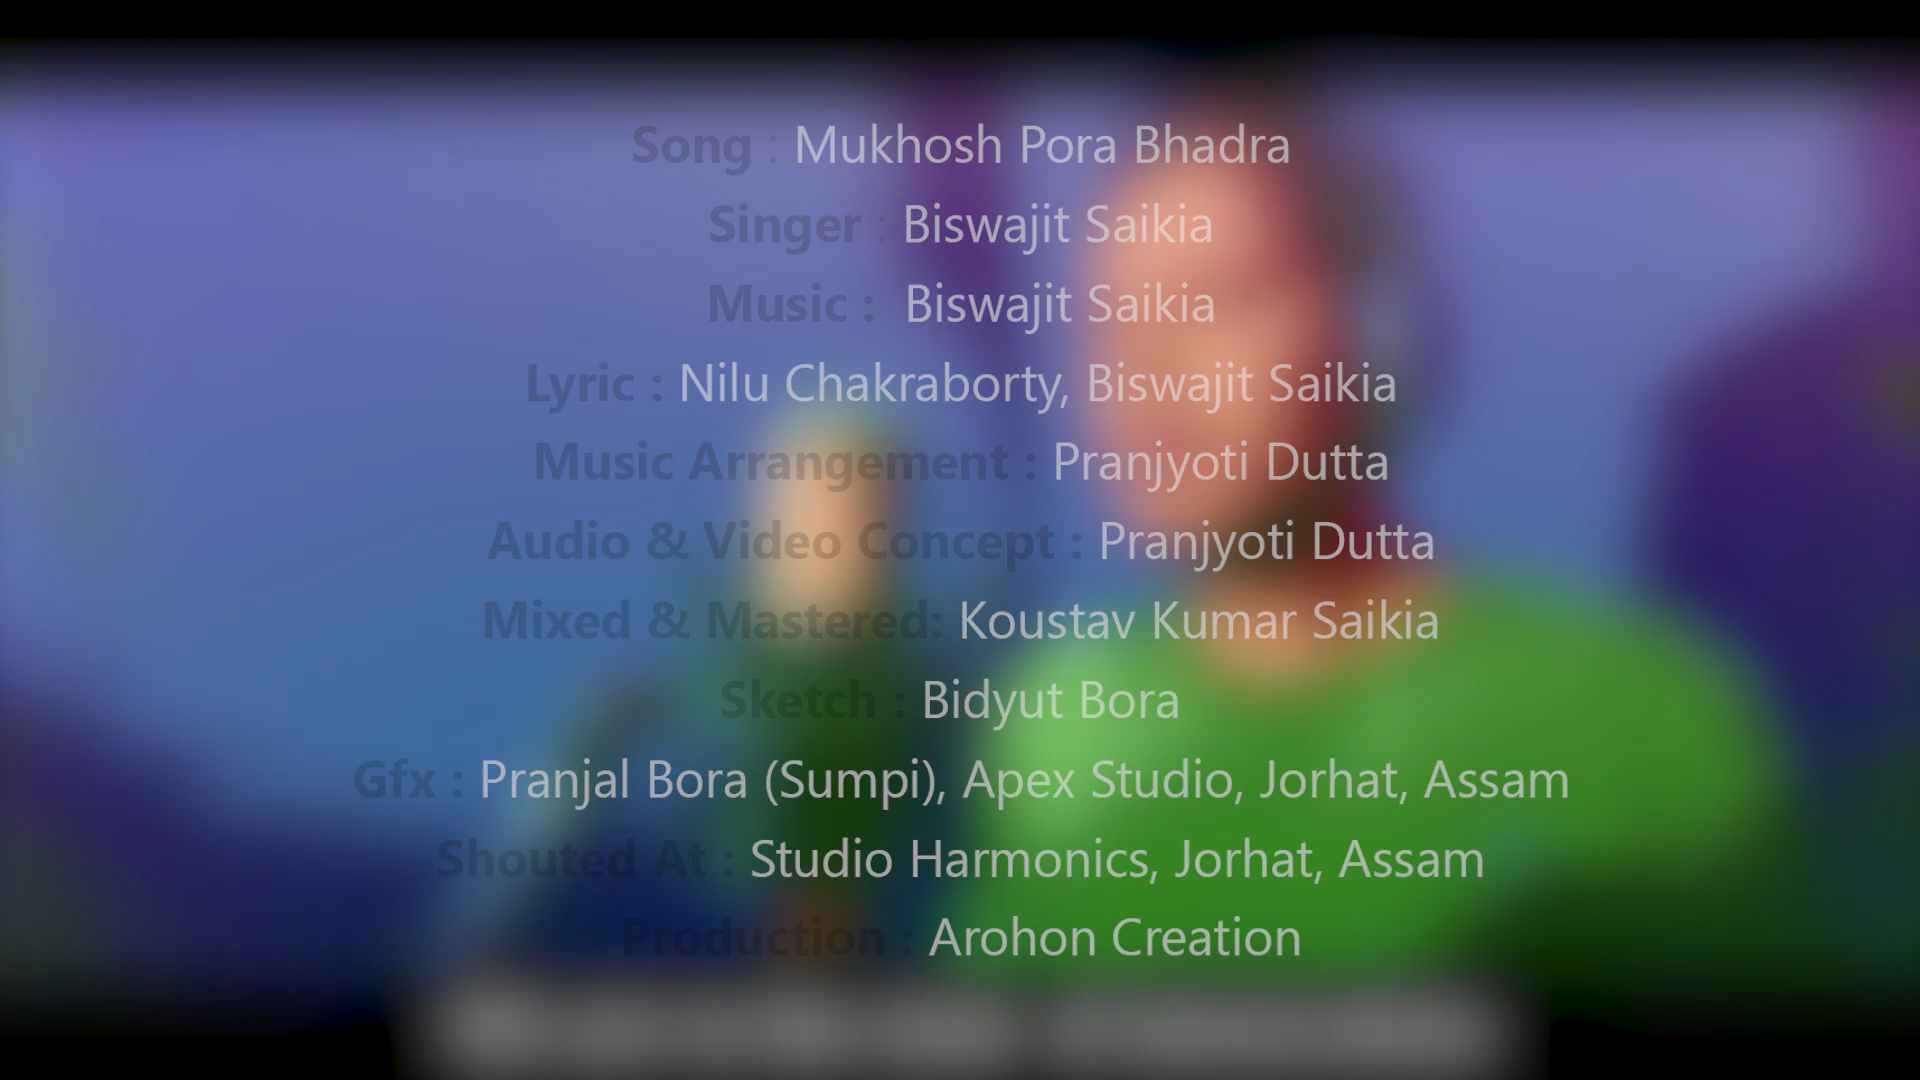 Song : Mukhosh Pora Bhadra
Singer : Biswajit Saikia
Music : Biswajit Saikia
Lyric : Nilu Chakraborty, Biswajit Saikia
Music Arrangement : Pranjyoti Dutta
Audio & Video Concept : Pranjyoti Dutta
Mixed & Mastered: Koustav Kumar Saikia
Sketch : Bidyut Bora
Gfx : Pranjal Bora (Sumpi), Apex Studio, Jorhat, Assam
Shouted At : Studio Harmonics, Jorhat, Assam
Production : Arohon Creation